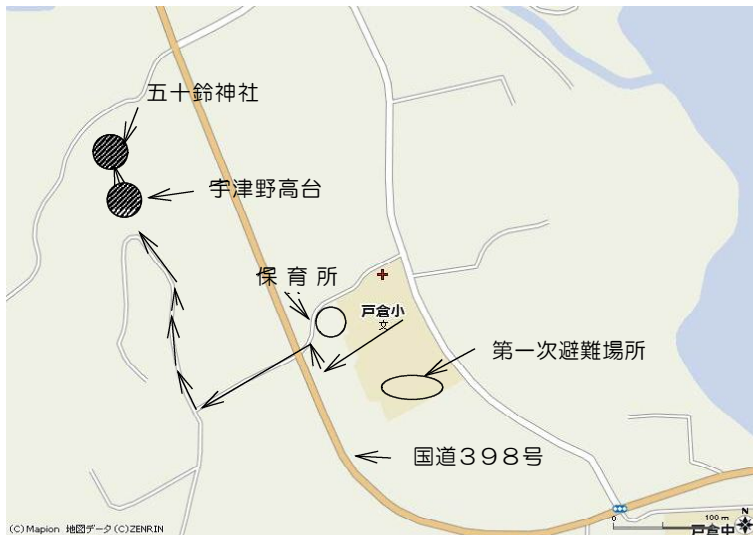 五十鈴神社
宇津野高台
保育所
戸倉小
文
第一次避難場所
国道398号
(C)Mapion 地図データ(C)ZENRIN
0 100m
N
戸倉中